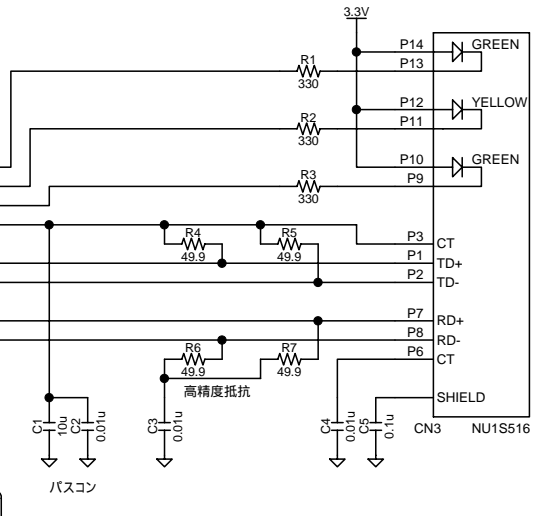 3.3V
P14 GREEN
R1 P13
330
P12 YELLOW
R2 P11
330
P10 GREEN
R3 P9
330
R4 R5 P3 CT
49.9 49.9 P1 TD+
P2 TD-
P7 RD+
P8 RD-
R6 R7 P6 CT
49.9 49.9
高精度抵抗
SHIELD
C1 10u C2 0.01u C3 0.01u C4 0.01u C5 0.1u
CN3 NU1S516
パスコン